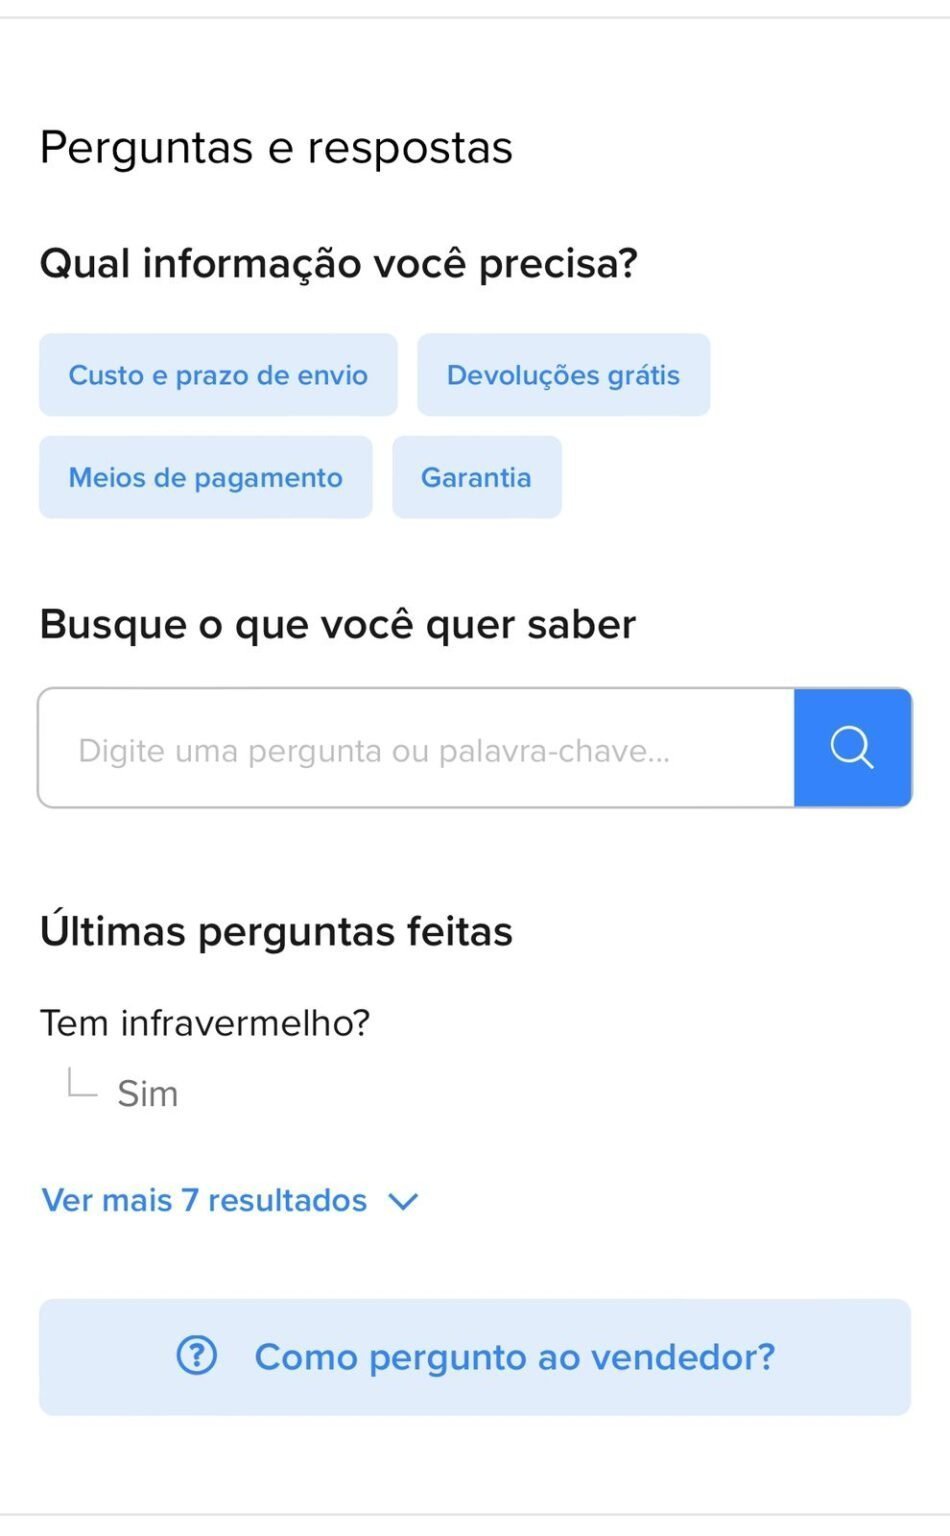 Perguntas e respostas
Qual informação você precisa?
Custo e prazo de envio
Devoluções grátis
Meios de pagamento
Garantia
Busque o que você quer saber
Digite uma pergunta ou palavra-chave...
Últimas perguntas feitas
Tem infravermelho?
Sim
Ver mais 7 resultados
Como pergunto ao vendedor?